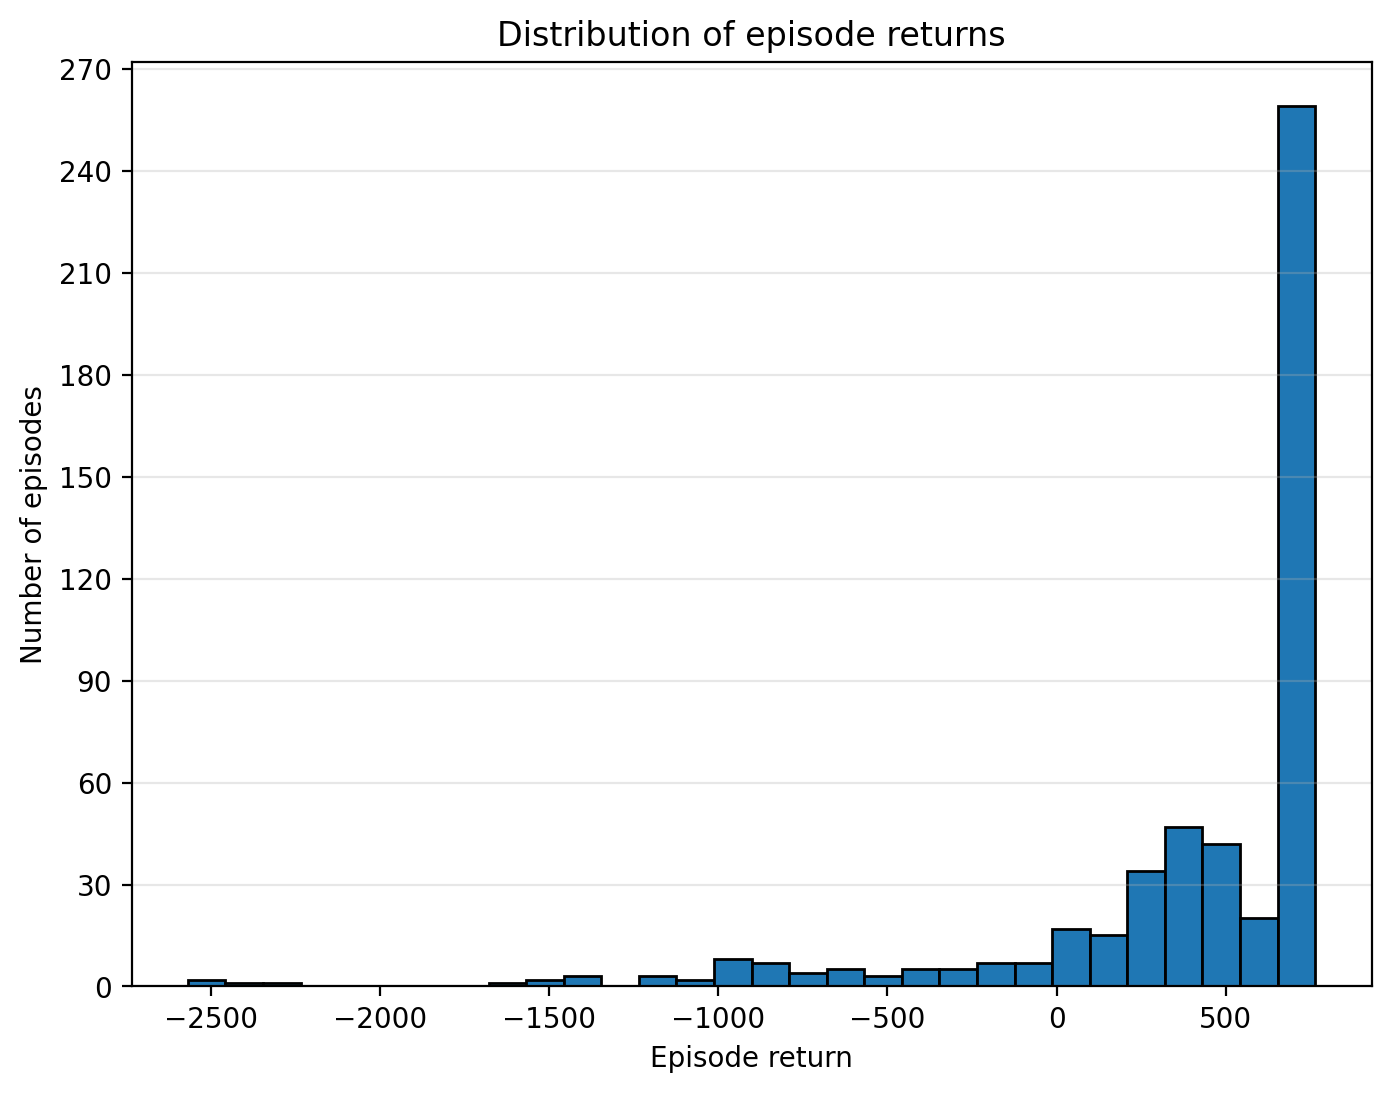 Distribution of episode returns
270
240
210
180
150
120
90
60
30
0
Number of episodes
−2500 −2000 −1500 −1000 −500 0 500
Episode return